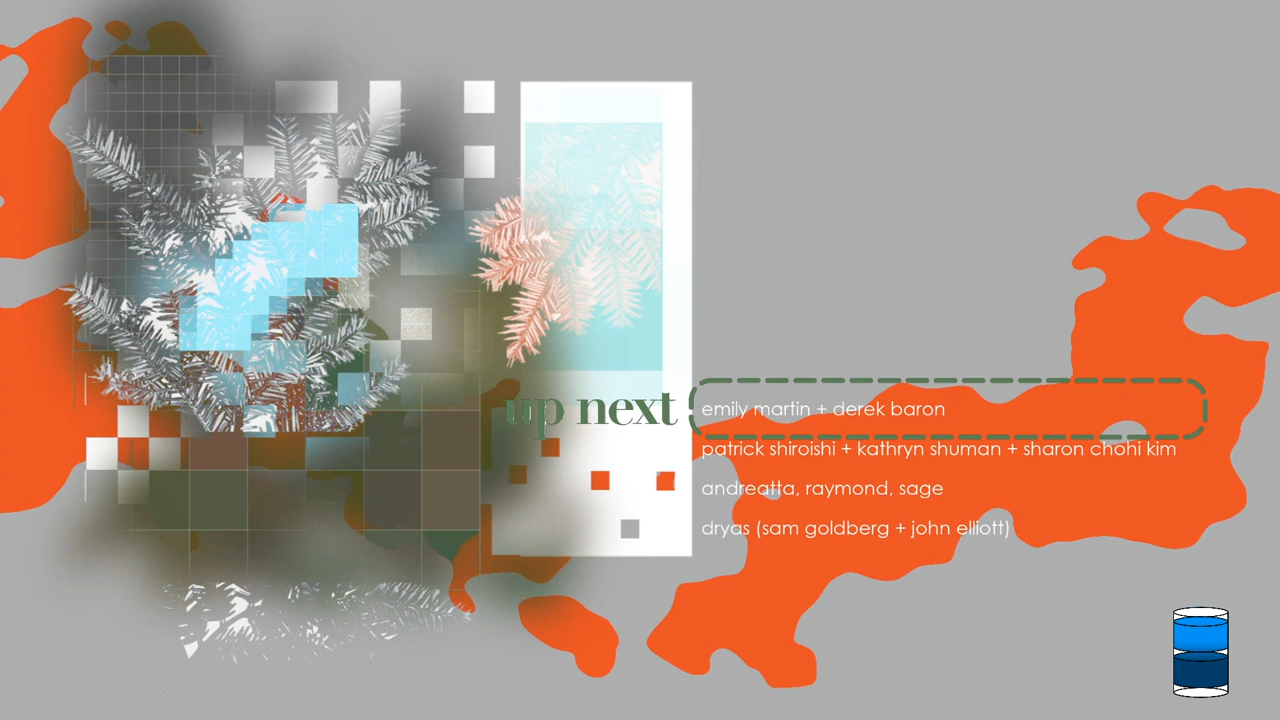 up next
emily martin + derek baron
patrick shiroishi + kathryn shuman + sharon chohi kim
andreatta, raymond, sage
dryas (sam goldberg + john elliott)